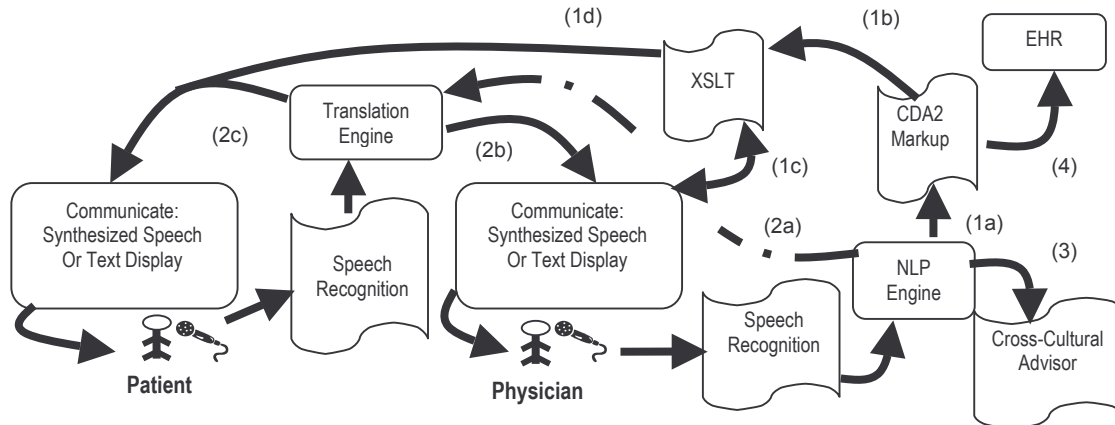 (1d)
(1b)
EHR
XSLT
CDA2
Markup
Translation
Engine
(2c)
(2b)
(1c)
(4)
Communicate:
Synthesized Speech
Or Text Display
Speech
Recognition
Communicate:
Synthesized Speech
Or Text Display
(2a)
(1a)
(3)
NLP
Engine
Speech
Recognition
Cross-Cultural
Advisor
Patient
Physician